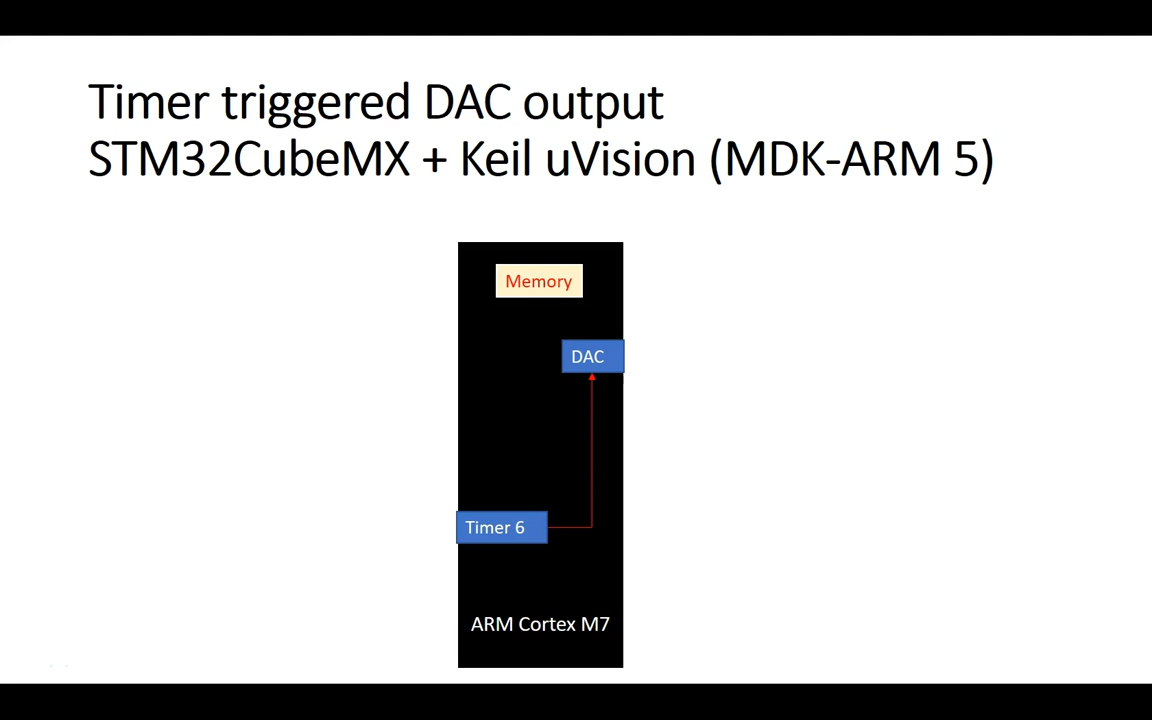 Timer triggered DAC output
STM32CubeMX + Keil uVision (MDK-ARM 5)
Memory
DAC
Timer 6
ARM Cortex M7